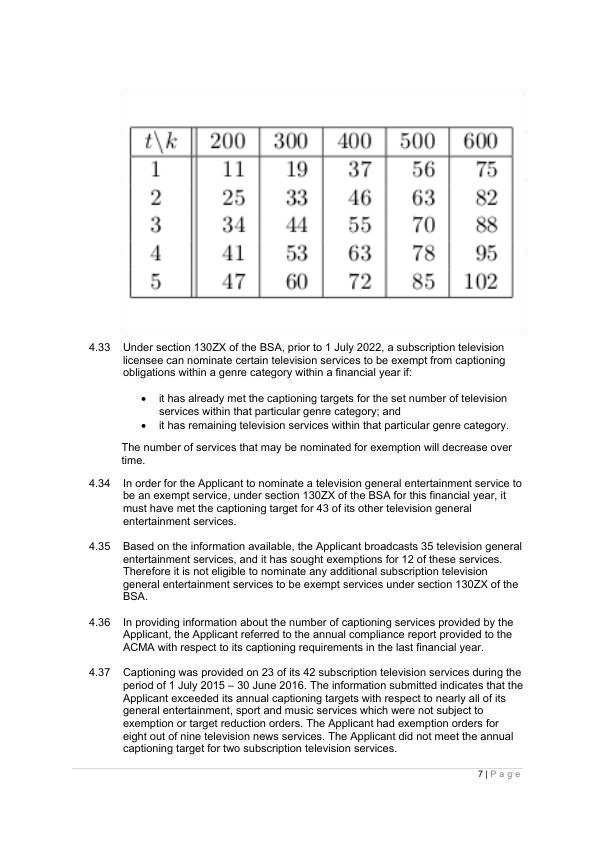 t\k 200 300 400 500 600
1 11 19 37 56 75
2 25 33 46 63 82
3 34 44 55 70 88
4 41 53 63 78 95
5 47 60 72 85 102
4.33 Under section 130ZX of the BSA, prior to 1 July 2022, a subscription television
licensee can nominate certain television services to be exempt from captioning
obligations within a genre category within a financial year if:
• it has already met the captioning targets for the set number of television
services within that particular genre category; and
• it has remaining television services within that particular genre category.
The number of services that may be nominated for exemption will decrease over
time.
4.34 In order for the Applicant to nominate a television general entertainment service to
be an exempt service, under section 130ZX of the BSA for this financial year, it
must have met the captioning target for 43 of its other television general
entertainment services.
4.35 Based on the information available, the Applicant broadcasts 35 television general
entertainment services, and it has sought exemptions for 12 of these services.
Therefore it is not eligible to nominate any additional subscription television
general entertainment services to be exempt services under section 130ZX of the
BSA.
4.36 In providing information about the number of captioning services provided by the
Applicant, the Applicant referred to the annual compliance report provided to the
ACMA with respect to its captioning requirements in the last financial year.
4.37 Captioning was provided on 23 of its 42 subscription television services during the
period of 1 July 2015 – 30 June 2016. The information submitted indicates that the
Applicant exceeded its annual captioning targets with respect to nearly all of its
general entertainment, sport and music services which were not subject to
exemption or target reduction orders. The Applicant had exemption orders for
eight out of nine television news services. The Applicant did not meet the annual
captioning target for two subscription television services.
7 | Page